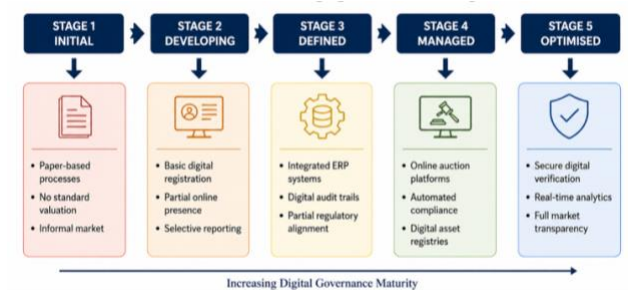 STAGE 1
INITIAL
STAGE 2
DEVELOPING
STAGE 3
DEFINED
STAGE 4
MANAGED
STAGE 5
OPTIMISED
• Paper-based
processes
• No standard
valuation
• Informal market
• Basic digital
registration
• Partial online
presence
• Selective reporting
• Integrated ERP
systems
• Digital audit trails
• Partial regulatory
alignment
• Online auction
platforms
• Automated
compliance
• Digital asset
registries
• Secure digital
verification
• Real-time analytics
• Full market
transparency
Increasing Digital Governance Maturity